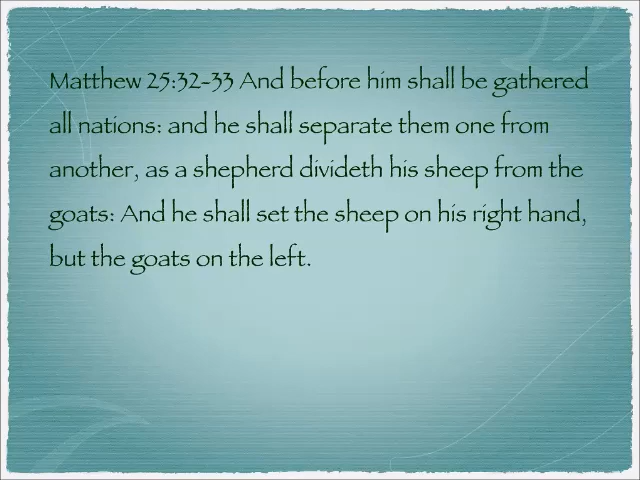 Matthew 25:32-33 And before him shall be gathered
all nations: and he shall separate them one from
another, as a shepherd divideth his sheep from the
goats: And he shall set the sheep on his right hand,
but the goats on the left.